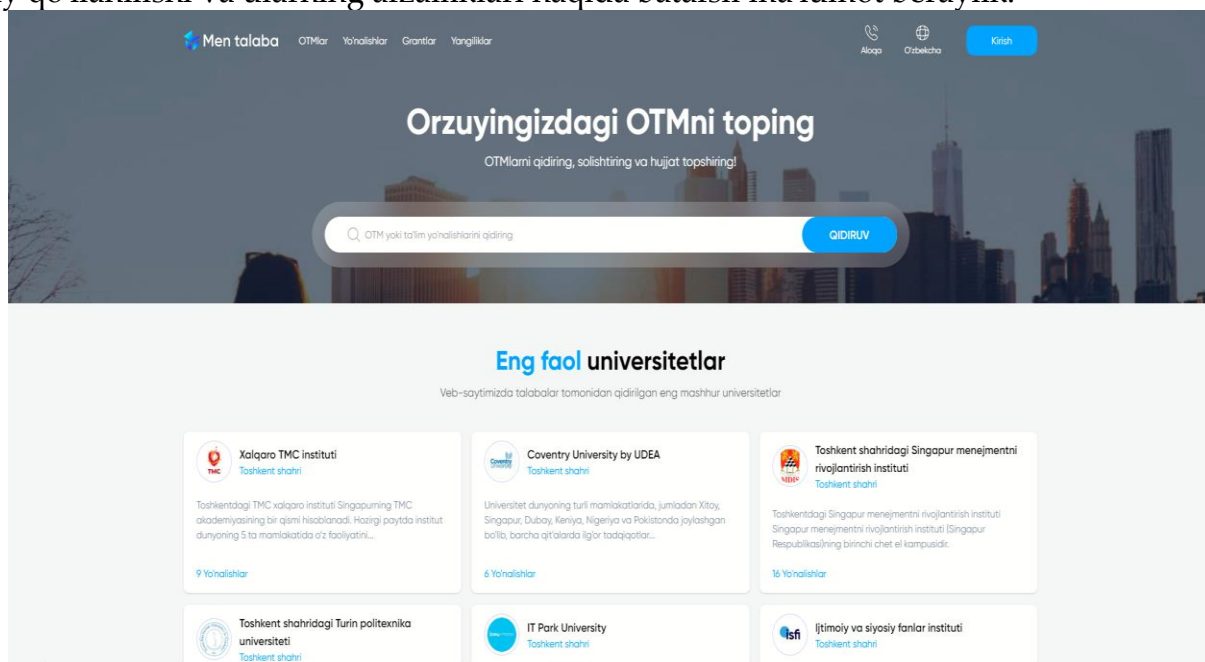 Men talaba OTMlar Yo'nalishlar Grantlar Yangiliklar Aloqa O'zbekcha Kirish
Orzuyingizdagi OTMni toping
OTMlarni qidiring, solishtiring va hujjat topshiring!
OTM yoki ta'lim yo'nalishlarini qidiring QIDIRUV
Eng faol universitetlar
Veb-saytimizda talabalar tomonidan qidirilgan eng mashhur universitetlar
TMC
Xalqaro TMC instituti
Toshkent shahri
Toshkentdagi TMC xalqaro instituti Singapurning TMC
akademiyasining bir qismi hisoblanadi. Hozirgi paytda institut
dunyoning 5 ta mamlakatida o'z faoliyatini...
9 Yo'nalishlar
Coventry
Coventry University by UDEA
Toshkent shahri
Universitet dunyoning turli mamlakatlarida, jumladan Xitoy,
Singapur, Dubay, Keniya, Nigeriya va Pokistonda joylashgan
bo'lib, barcha qit'alarda ilg'or tadqiqotlar...
6 Yo'nalishlar
MDIS
Toshkent shahridagi Singapur menejmentni
rivojlantirish instituti
Toshkent shahri
Toshkentdagi Singapur menejmentni rivojlantirish instituti
Singapur menejmentni rivojlantirish instituti (Singapur
Respublikasi)ning birinchi chet el kampusidir.
16 Yo'nalishlar
Toshkent shahridagi Turin politexnika
universiteti
Toshkent shahri
IT Park University
Toshkent shahri
isfi
Ijtimoiy va siyosiy fanlar instituti
Toshkent shahri